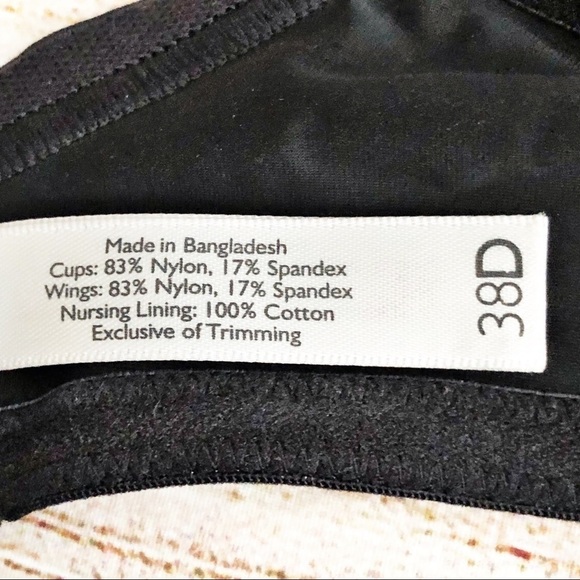 Made in Bangladesh
Cups: 83% Nylon, 17% Spandex
Wings: 83% Nylon, 17% Spandex
Nursing Lining: 100% Cotton
Exclusive of Trimming
38D